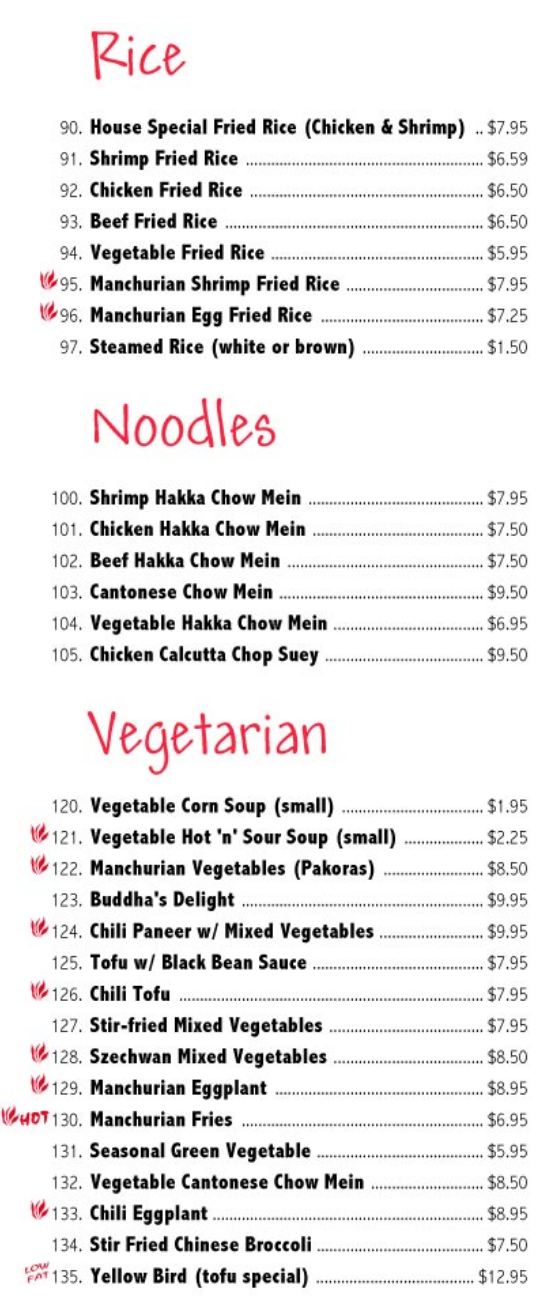 Rice
90. House Special Fried Rice (Chicken & Shrimp) .. $7.95
91. Shrimp Fried Rice ........ $6.59
92. Chicken Fried Rice ........ $6.50
93. Beef Fried Rice ........ $6.50
94. Vegetable Fried Rice ........ $5.95
95. Manchurian Shrimp Fried Rice ........ $7.95
96. Manchurian Egg Fried Rice ........ $7.25
97. Steamed Rice (white or brown) ........ $1.50
Noodles
100. Shrimp Hakka Chow Mein ........ $7.95
101. Chicken Hakka Chow Mein ........ $7.50
102. Beef Hakka Chow Mein ........ $7.50
103. Cantonese Chow Mein ........ $9.50
104. Vegetable Hakka Chow Mein ........ $6.95
105. Chicken Calcutta Chop Suey ........ $9.50
Vegetarian
120. Vegetable Corn Soup (small) ........ $1.95
121. Vegetable Hot 'n' Sour Soup (small) ........ $2.25
122. Manchurian Vegetables (Pakoras) ........ $8.50
123. Buddha's Delight ........ $9.95
124. Chili Paneer w/ Mixed Vegetables ........ $9.95
125. Tofu w/ Black Bean Sauce ........ $7.95
126. Chili Tofu ........ $7.95
127. Stir-fried Mixed Vegetables ........ $7.95
128. Szechwan Mixed Vegetables ........ $8.50
129. Manchurian Eggplant ........ $8.95
HOT 130. Manchurian Fries ........ $6.95
131. Seasonal Green Vegetable ........ $5.95
132. Vegetable Cantonese Chow Mein ........ $8.50
133. Chili Eggplant ........ $8.95
134. Stir Fried Chinese Broccoli ........ $7.50
LOW FAT 135. Yellow Bird (tofu special) ........ $12.95